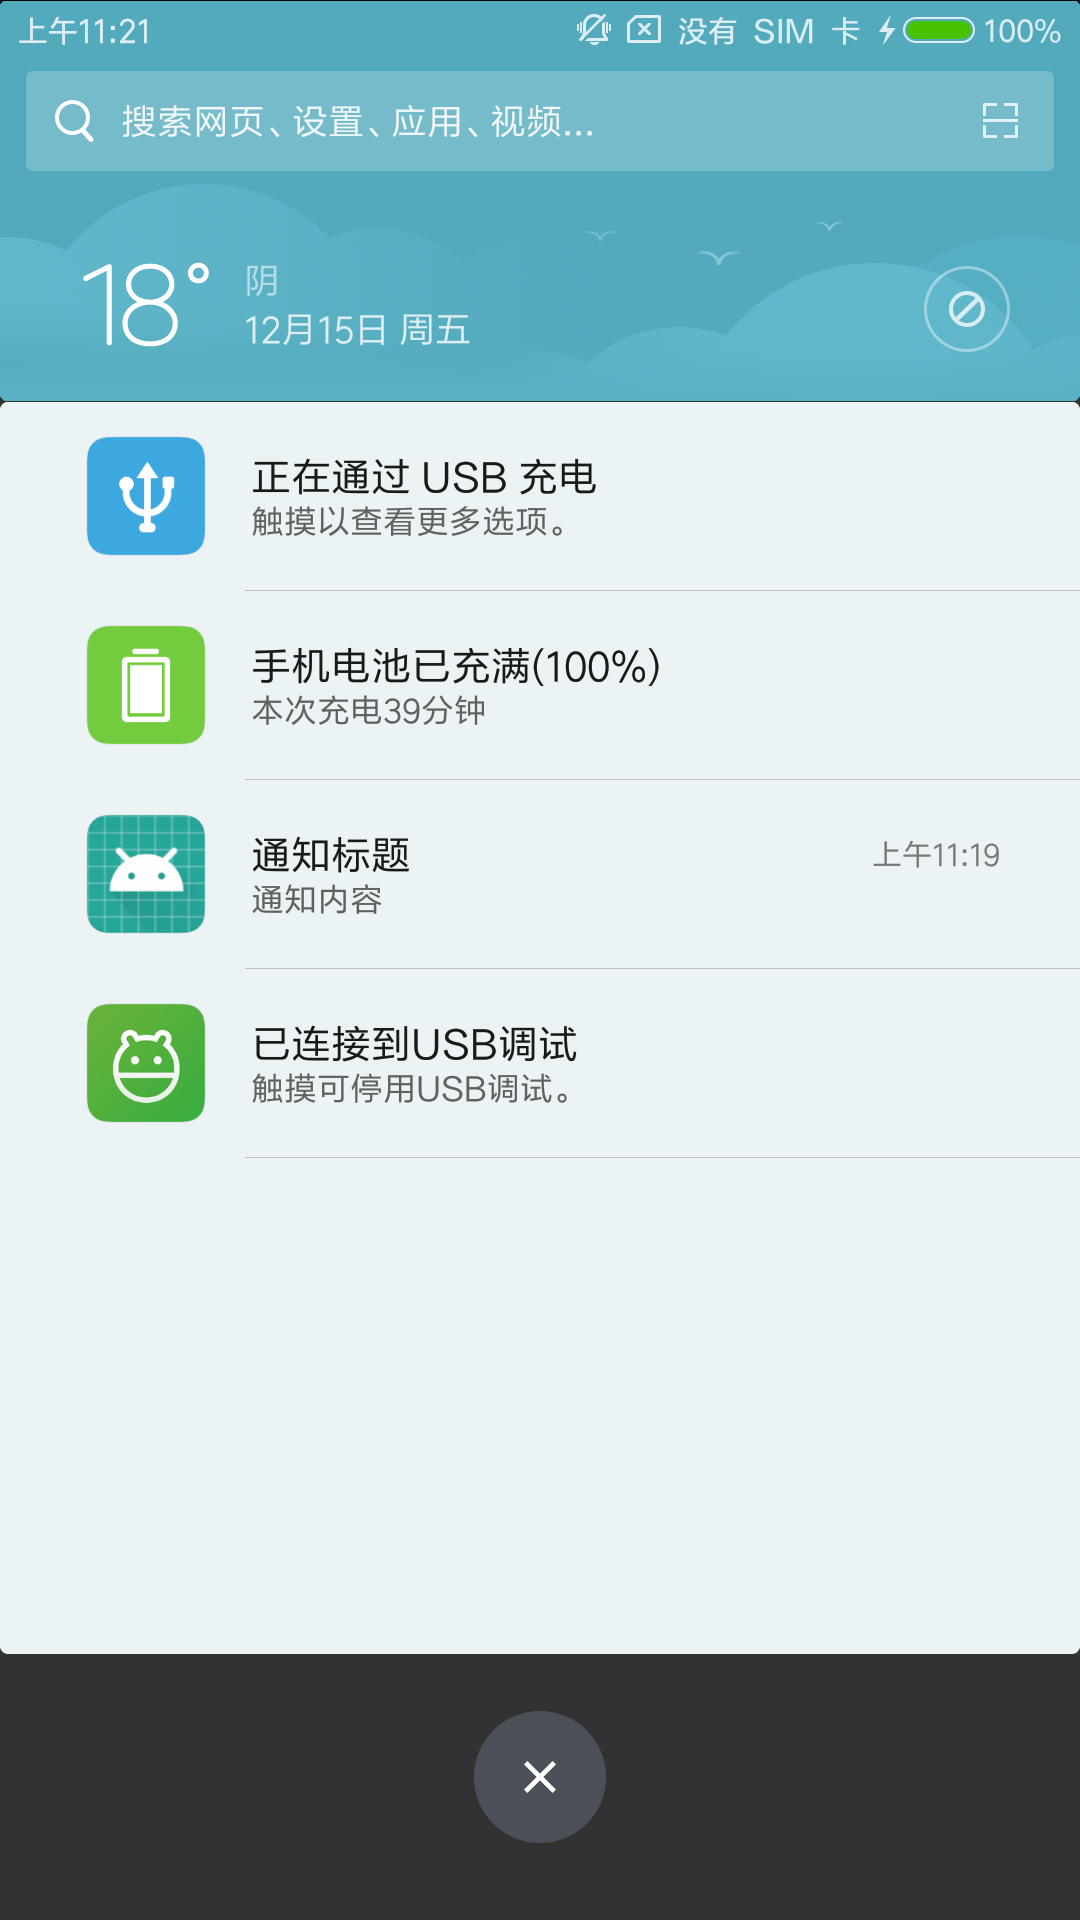 上午11:21 没有 SIM 卡 100%
搜索网页、设置、应用、视频...
18°
阴
12月15日 周五
正在通过 USB 充电
触摸以查看更多选项。
手机电池已充满(100%)
本次充电39分钟
通知标题 上午11:19
通知内容
已连接到USB调试
触摸可停用USB调试。